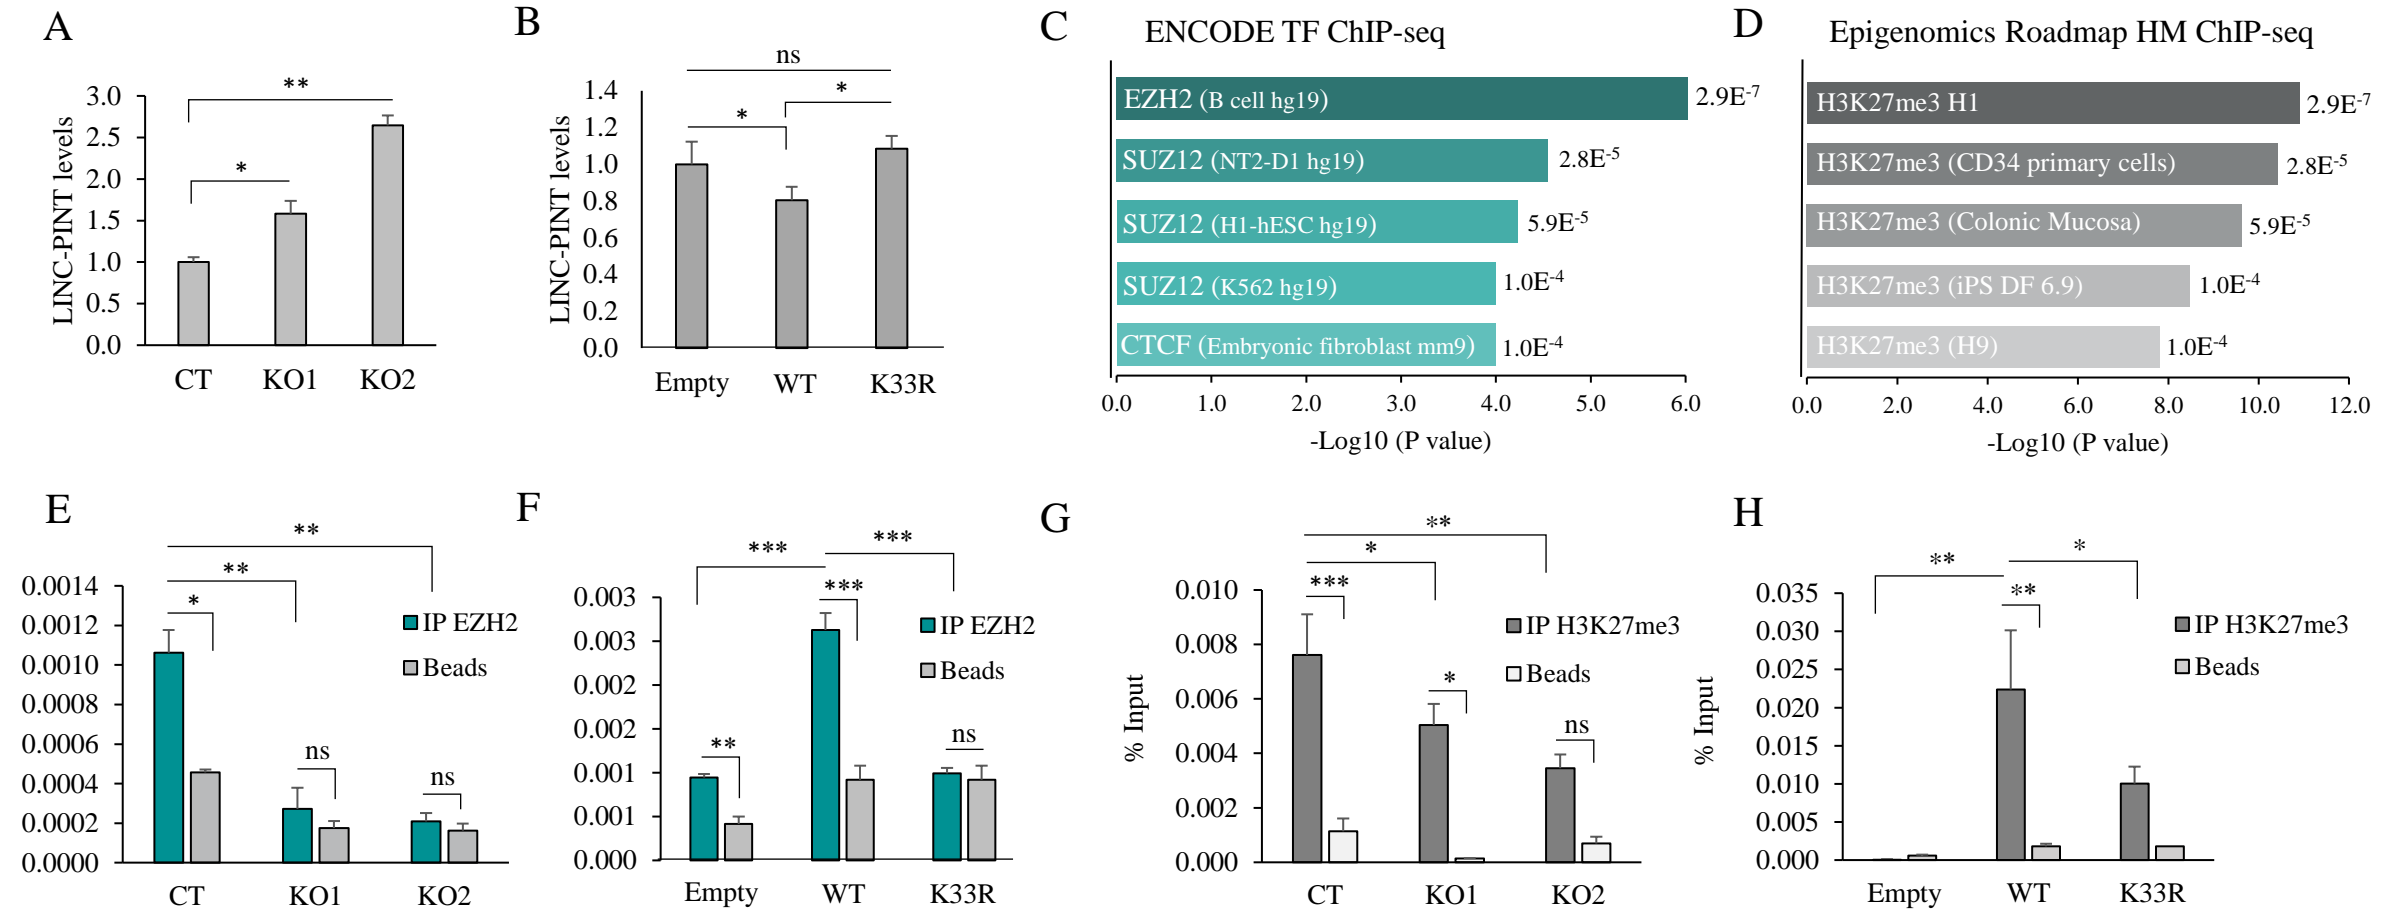 A
LINC-PINT levels
3.0
2.5
2.0
1.5
1.0
0.5
0.0
**
*
CT KO1 KO2
B
LINC-PINT levels
1.4
1.2
1.0
0.8
0.6
0.4
0.2
0.0
ns
*
*
Empty WT K33R
C
ENCODE TF ChIP-seq
EZH2 (B cell hg19) 2.9E-7
SUZ12 (NT2-D1 hg19) 2.8E-5
SUZ12 (H1-hESC hg19) 5.9E-5
SUZ12 (K562 hg19) 1.0E-4
CTCF (Embryonic fibroblast mm9) 1.0E-4
0.0 1.0 2.0 3.0 4.0 5.0 6.0
-Log10 (P value)
D
Epigenomics Roadmap HM ChIP-seq
H3K27me3 H1 2.9E-7
H3K27me3 (CD34 primary cells) 2.8E-5
H3K27me3 (Colonic Mucosa) 5.9E-5
H3K27me3 (iPS DF 6.9) 1.0E-4
H3K27me3 (H9) 1.0E-4
0.0 2.0 4.0 6.0 8.0 10.0 12.0
-Log10 (P value)
E
0.0014
0.0012
0.0010
0.0008
0.0006
0.0004
0.0002
0.0000
**
**
*
ns
ns
IP EZH2
Beads
CT KO1 KO2
F
0.003
0.003
0.002
0.002
0.001
0.001
0.000
***
***
***
**
ns
IP EZH2
Beads
Empty WT K33R
G
% Input
0.010
0.008
0.006
0.004
0.002
0.000
**
*
***
*
ns
IP H3K27me3
Beads
CT KO1 KO2
H
% Input
0.035
0.030
0.025
0.020
0.015
0.010
0.005
0.000
**
*
**
IP H3K27me3
Beads
Empty WT K33R